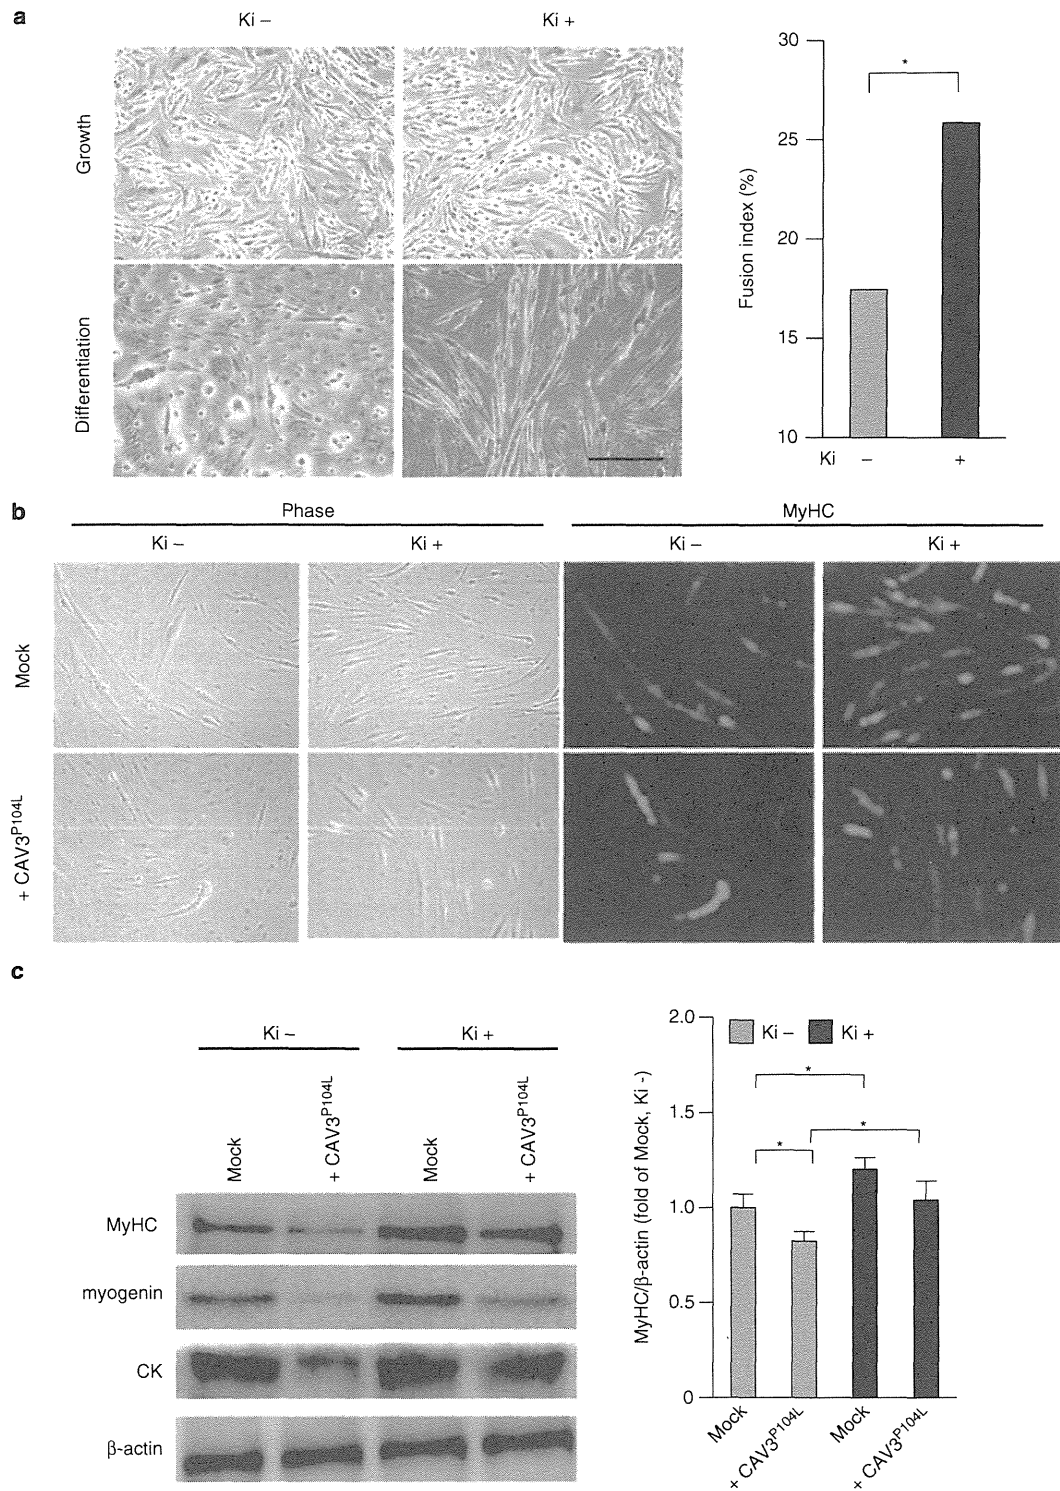 a
Ki – Ki +
Growth
Differentiation
Fusion index (%)
30
25
20
15
10
Ki – +
*
b
Phase MyHC
Ki – Ki + Ki – Ki +
Mock
+ CAV3P104L
c
Ki – Ki +
Mock
+ CAV3P104L
Mock
+ CAV3P104L
MyHC
myogenin
CK
β-actin
MyHC/β-actin (fold of Mock, Ki -)
2.0
1.5
1.0
0.5
0
Ki – Ki +
*
*
*
Mock
+ CAV3P104L
Mock
+ CAV3P104L